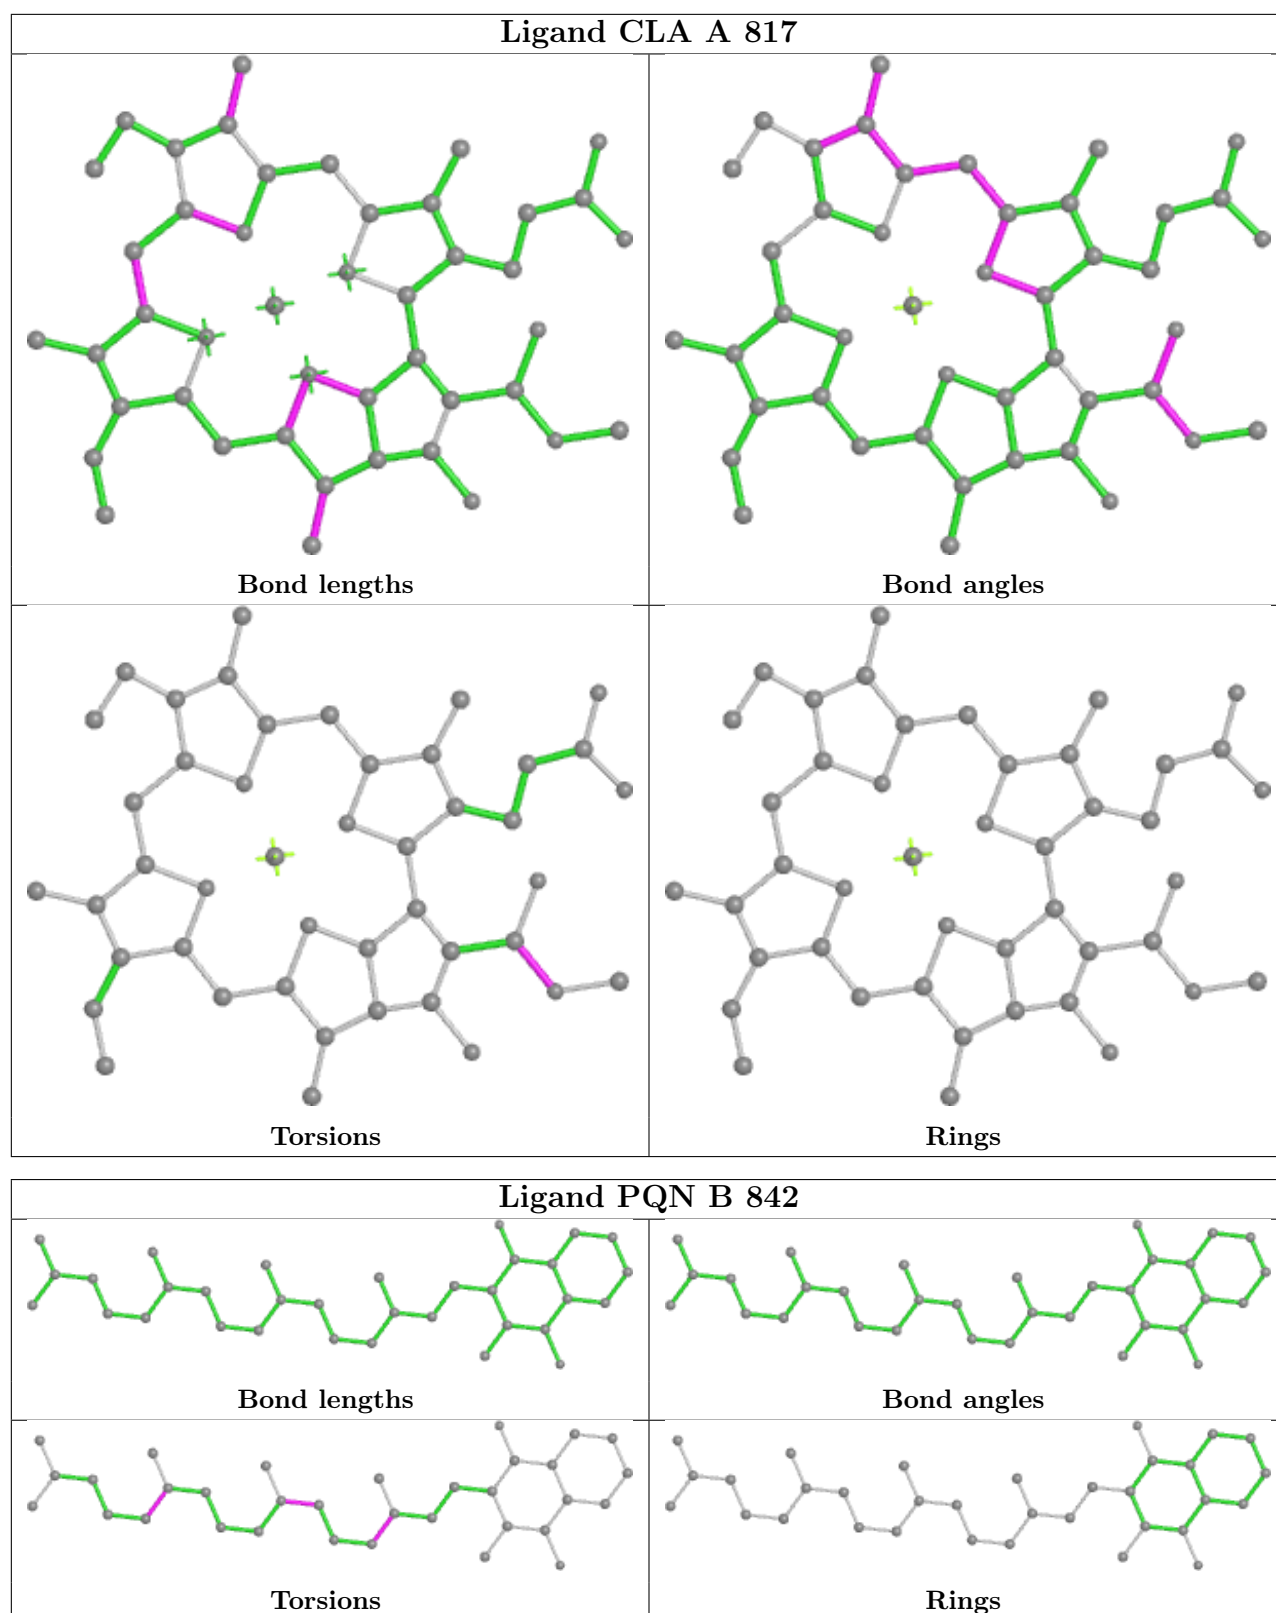 Ligand CLA A 817
Bond lengths
Bond angles
Torsions
Rings
Ligand PQN B 842
Bond lengths
Bond angles
Torsions
Rings